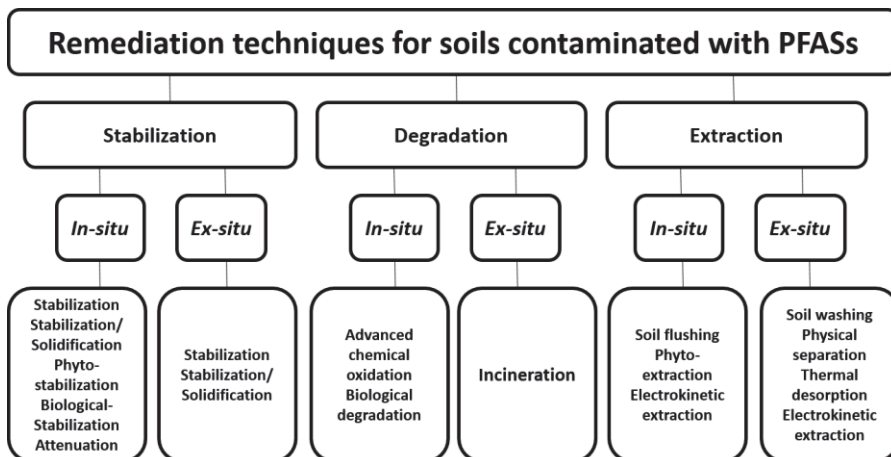 Remediation techniques for soils contaminated with PFASs
Stabilization
Degradation
Extraction
In-situ
Ex-situ
In-situ
Ex-situ
In-situ
Ex-situ
Stabilization
Stabilization/
Solidification
Phyto-
stabilization
Biological-
Stabilization
Attenuation
Stabilization
Stabilization/
Solidification
Advanced
chemical
oxidation
Biological
degradation
Incineration
Soil flushing
Phyto-
extraction
Electrokinetic
extraction
Soil washing
Physical
separation
Thermal
desorption
Electrokinetic
extraction